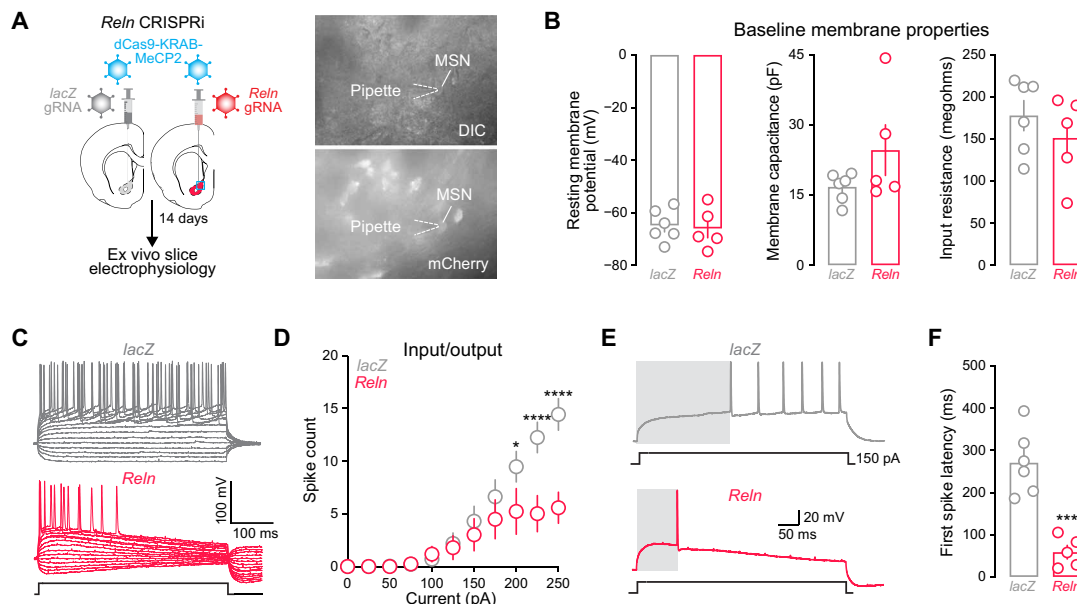 A
Reln CRISPRi
dCas9-KRAB-
MeCP2
lacZ
gRNA
Reln
gRNA
14 days
Ex vivo slice
electrophysiology
MSN
Pipette
DIC
MSN
Pipette
mCherry
B
Baseline membrane properties
Resting membrane
potential (mV)
0
−20
−40
−60
−80
lacZ
Reln
Membrane capacitance (pF)
45
30
15
0
lacZ
Reln
Input resistance (megohms)
250
200
150
100
50
0
lacZ
Reln
C
lacZ
Reln
100 mV
100 ms
D
Input/output
lacZ
Reln
Spike count
20
15
10
5
0
0
50
100
150
200
250
Current (pA)
*
****
****
E
lacZ
150 pA
Reln
20 mV
50 ms
F
First spike latency (ms)
500
400
300
200
100
0
lacZ
Reln